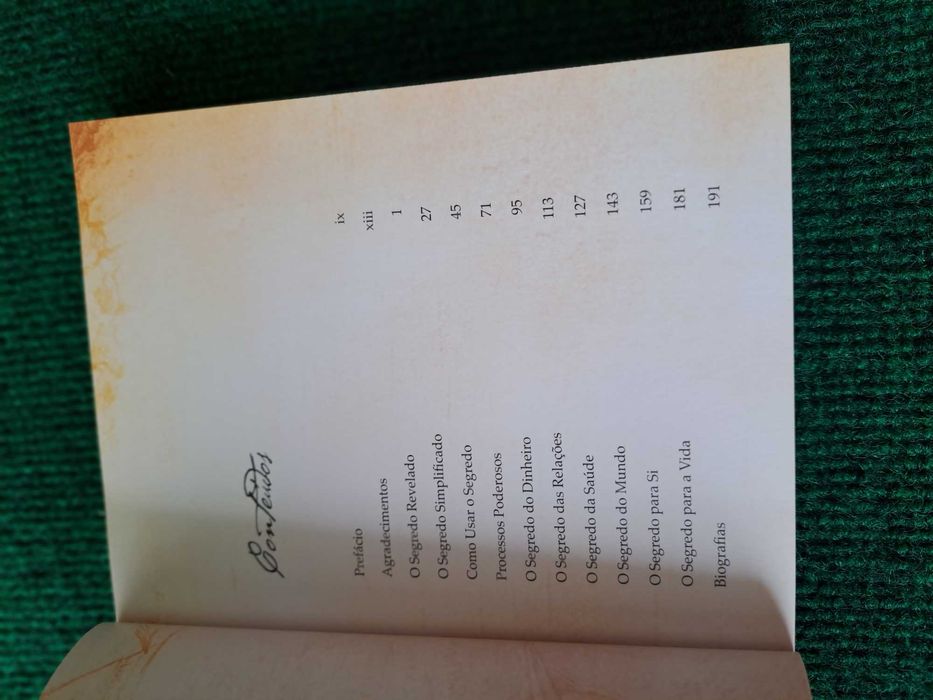 Conteúdos
Prefácio ix
Agradecimentos xiii
O Segredo Revelado 1
O Segredo Simplificado 27
Como Usar o Segredo 45
Processos Poderosos 71
O Segredo do Dinheiro 95
O Segredo das Relações 113
O Segredo da Saúde 127
O Segredo do Mundo 143
O Segredo para Si 159
O Segredo para a Vida 181
Biografias 191